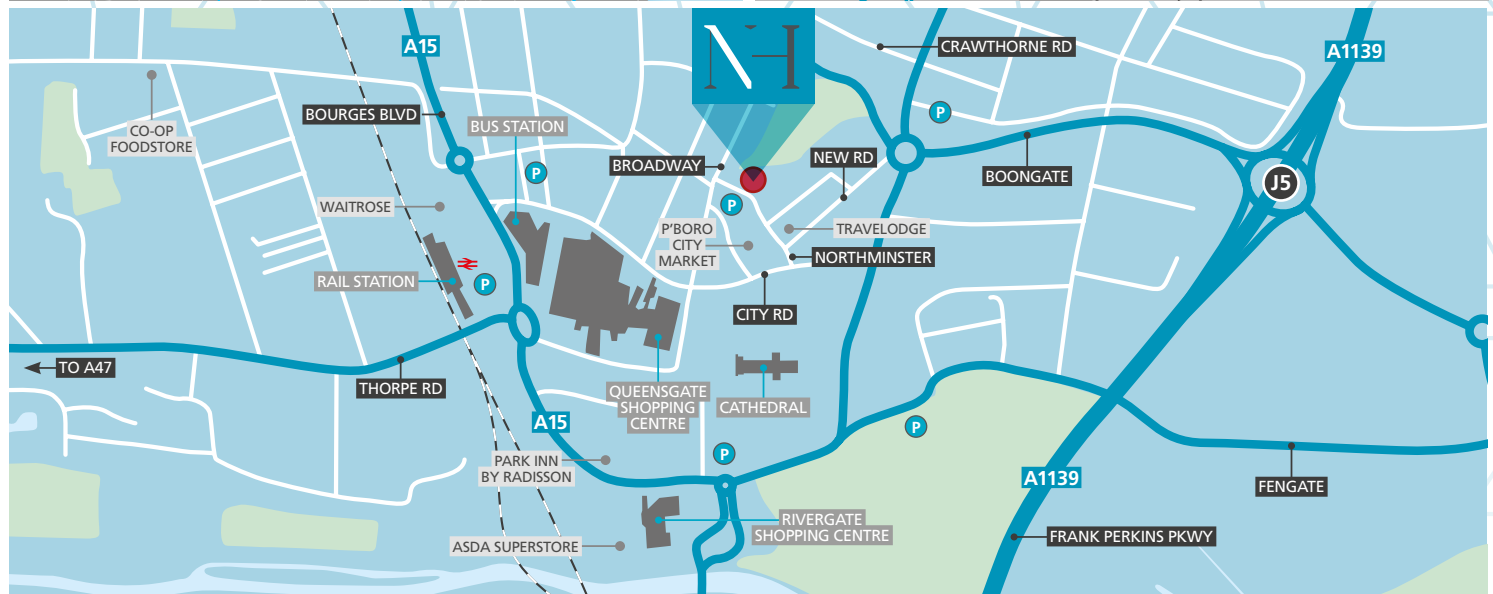 A15
CRAWTHORNE RD
A1139
NH
BOURGES BLVD
BUS STATION
P
CO-OP
FOODSTORE
P
BROADWAY
NEW RD
BOONGATE
J5
WAITROSE
P
P'BORO
CITY
MARKET
TRAVELODGE
NORTHMINSTER
RAIL STATION
P
CITY RD
TO A47
THORPE RD
QUEENSGATE
SHOPPING
CENTRE
CATHEDRAL
A15
P
P
PARK INN
BY RADISSON
A1139
FENGATE
RIVERGATE
SHOPPING CENTRE
ASDA SUPERSTORE
FRANK PERKINS PKWY